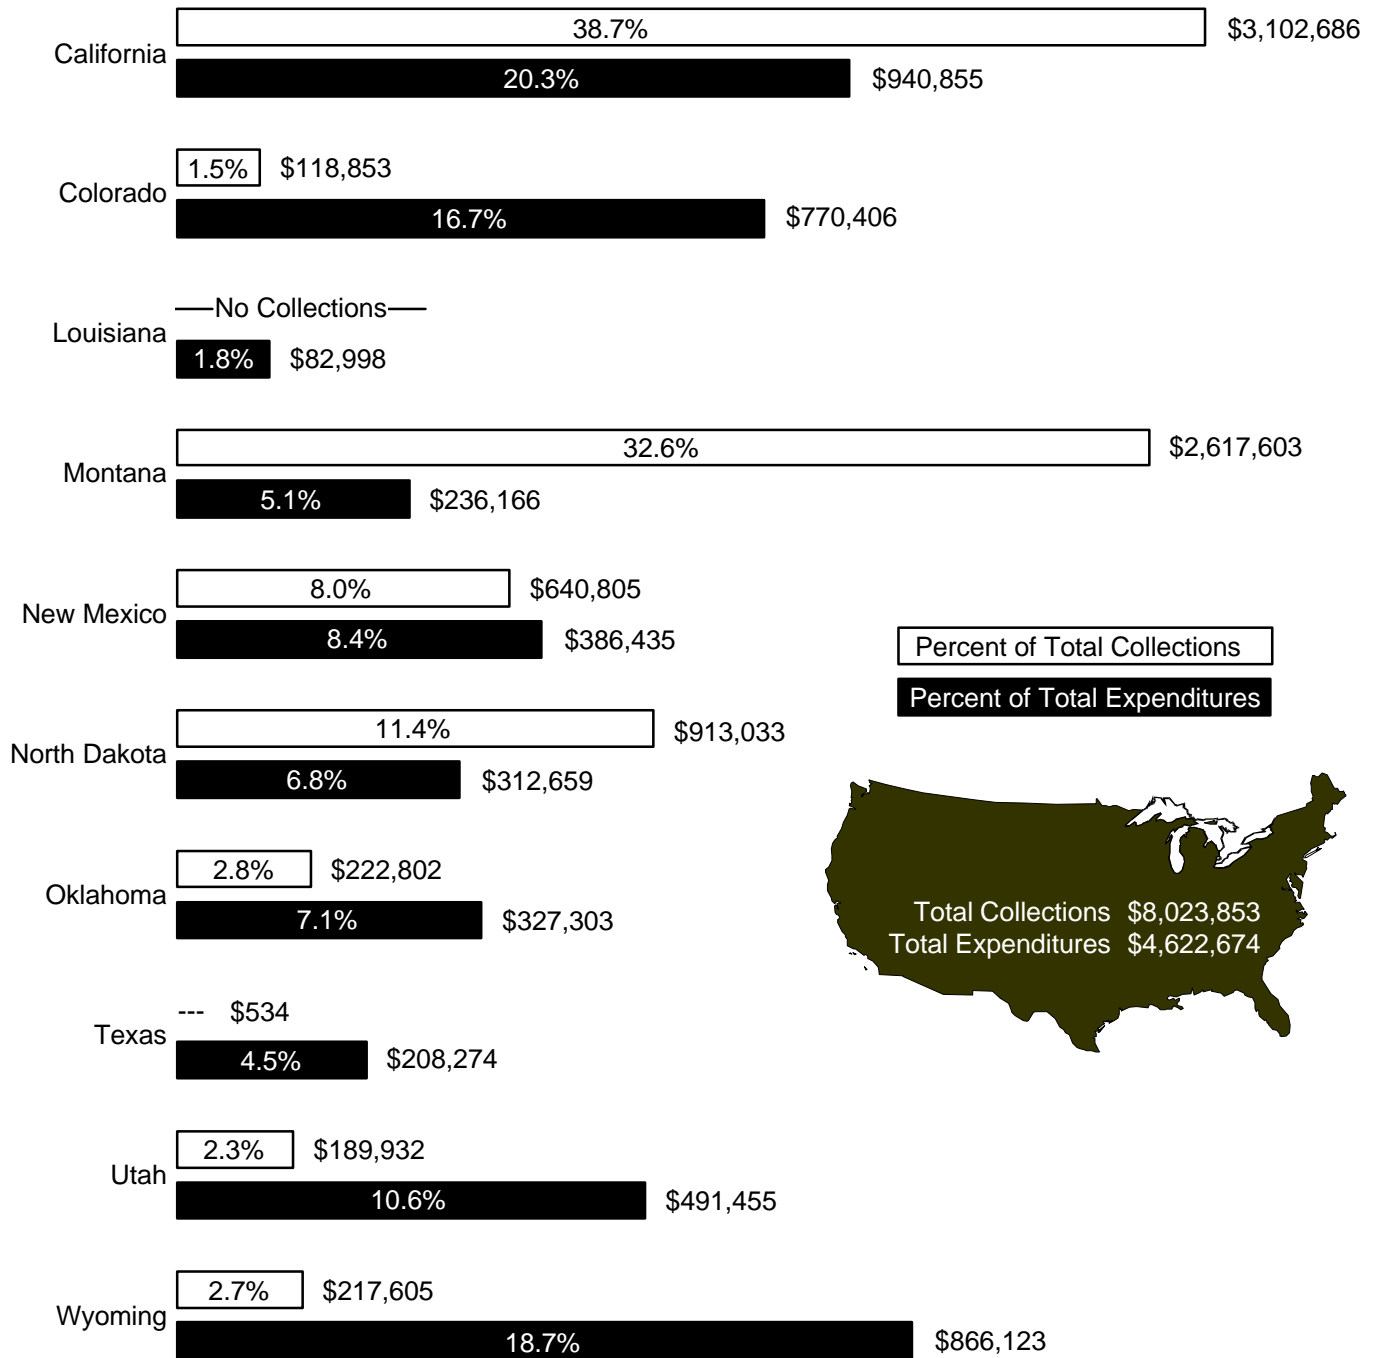 38.7% $3,102,686
California
20.3% $940,855
1.5% $118,853
Colorado
16.7% $770,406
No Collections
Louisiana
1.8% $82,998
32.6% $2,617,603
Montana
5.1% $236,166
8.0% $640,805
New Mexico
8.4% $386,435
Percent of Total Collections
Percent of Total Expenditures
11.4% $913,033
North Dakota
6.8% $312,659
2.8% $222,802
Oklahoma
7.1% $327,303
Total Collections $8,023,853
Total Expenditures $4,622,674
--- $534
Texas
4.5% $208,274
2.3% $189,932
Utah
10.6% $491,455
2.7% $217,605
Wyoming
18.7% $866,123